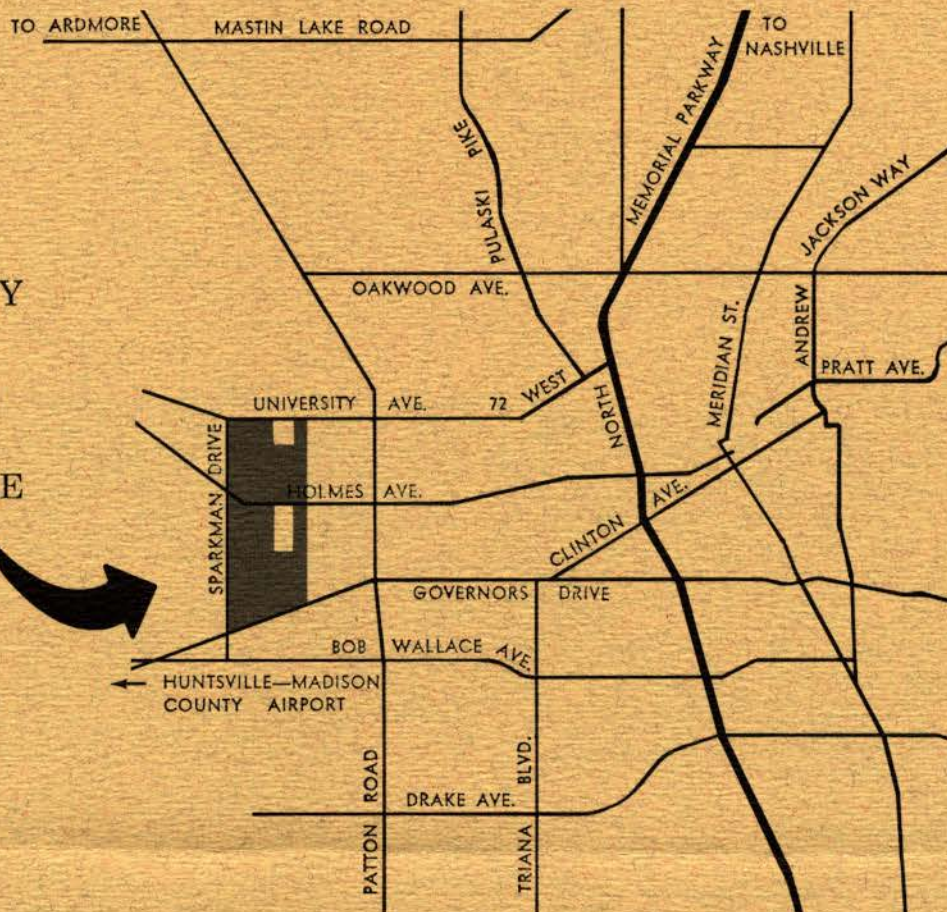 TO ARDMORE
MASTIN LAKE ROAD
TO
NASHVILLE
PULASKI PIKE
MEMORIAL PARKWAY
JACKSON WAY
Y
OAKWOOD AVE.
MERIDIAN ST.
ANDREW
PRATT AVE.
UNIVERSITY AVE. 72 WEST
NORTH
SPARKMAN DRIVE
E
HOLMES AVE.
CLINTON AVE.
GOVERNORS DRIVE
BOB WALLACE AVE.
HUNTSVILLE—MADISON
COUNTY AIRPORT
PATTON ROAD
TRIANA BLVD.
DRAKE AVE.